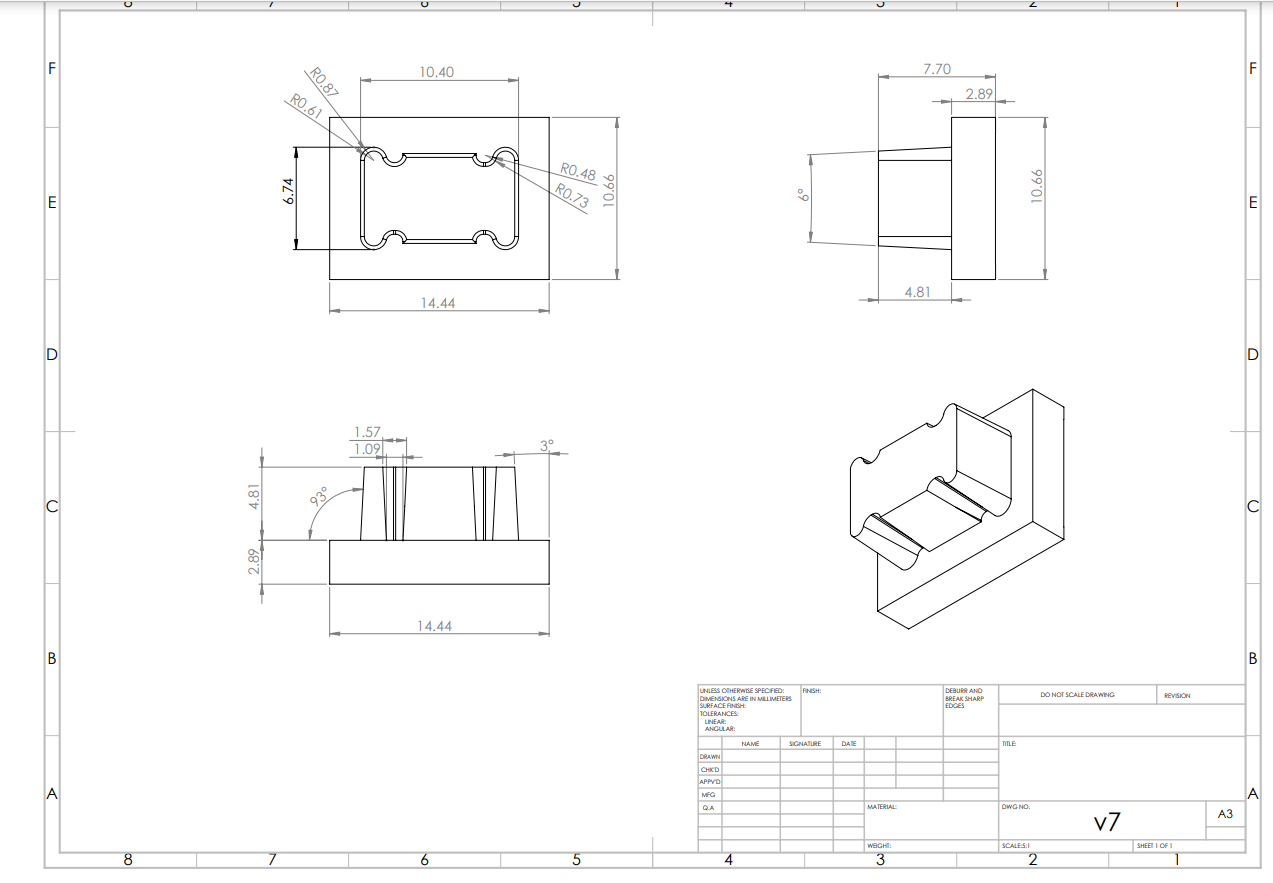 8 7 6 5 4 3 2 1
F F
10.40
7.70
R0.87
R0.61
2.89
6.74
R0.48
R0.73
10.66
6°
10.66
E E
4.81
14.44
D D
1.57
1.09
3°
4.81
93°
C C
2.89
14.44
B B
UNLESS OTHERWISE SPECIFIED:
DIMENSIONS ARE IN MILLIMETERS
SURFACE FINISH:
TOLERANCES:
LINEAR:
ANGULAR:
FINISH:
DEBURR AND
BREAK SHARP
EDGES
DO NOT SCALE DRAWING
REVISION
NAME SIGNATURE DATE
TITLE:
DRAWN
CHK'D
APPV'D
MFG
Q.A
MATERIAL:
DWG NO.
v7
A3
WEIGHT:
SCALE:5:1
SHEET 1 OF 1
A A
8 7 6 5 4 3 2 1